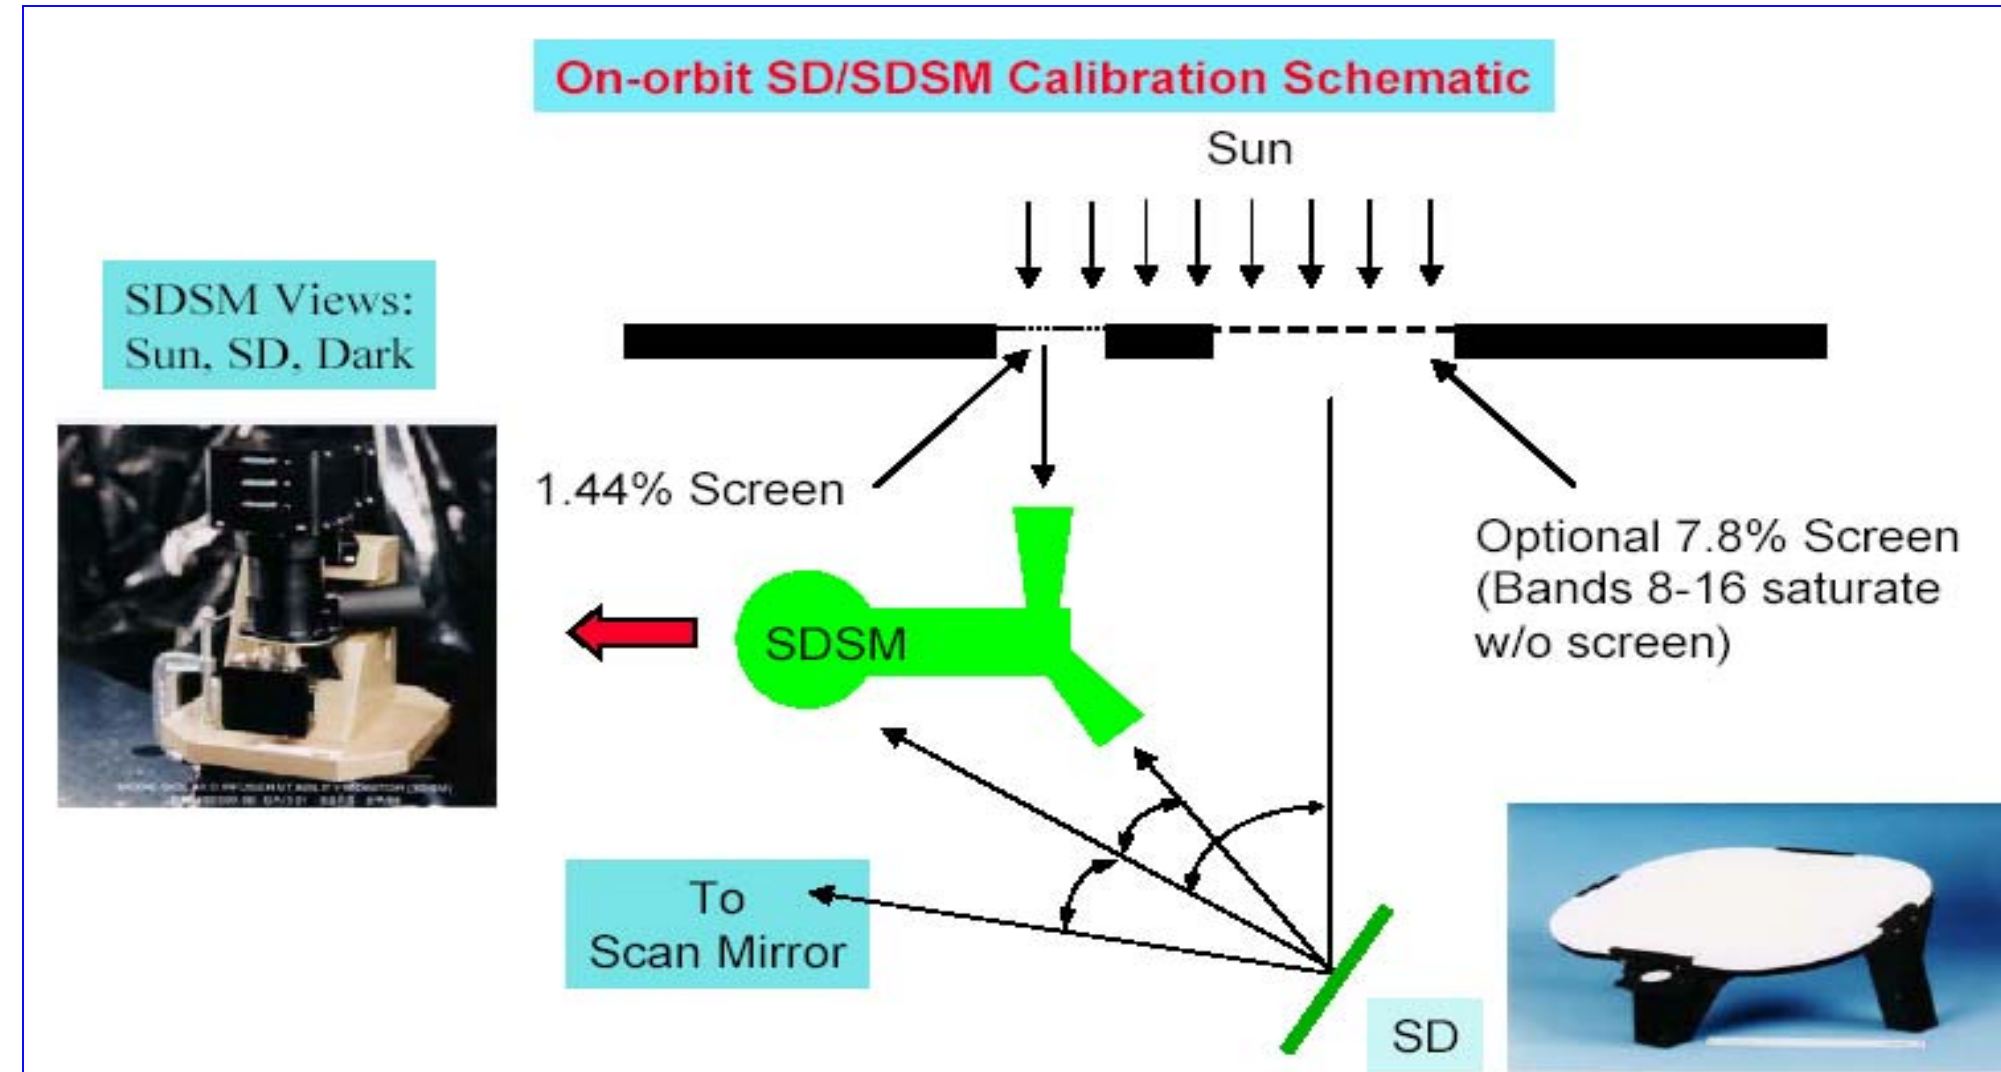 On-orbit SD/SDSM Calibration Schematic
Sun
SDSM Views:
Sun, SD, Dark
1.44% Screen
Optional 7.8% Screen
(Bands 8-16 saturate
w/o screen)
SDSM
To
Scan Mirror
SD